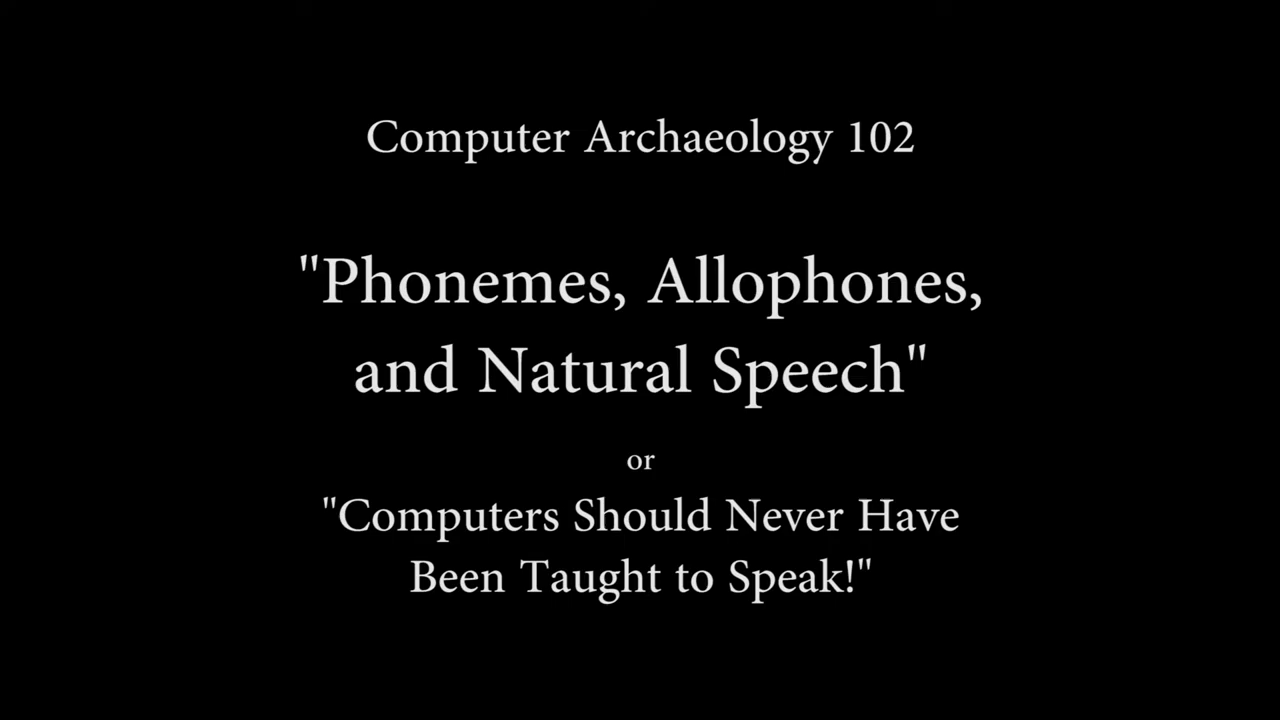 Computer Archaeology 102
"Phonemes, Allophones,
and Natural Speech"
or
"Computers Should Never Have
Been Taught to Speak!"